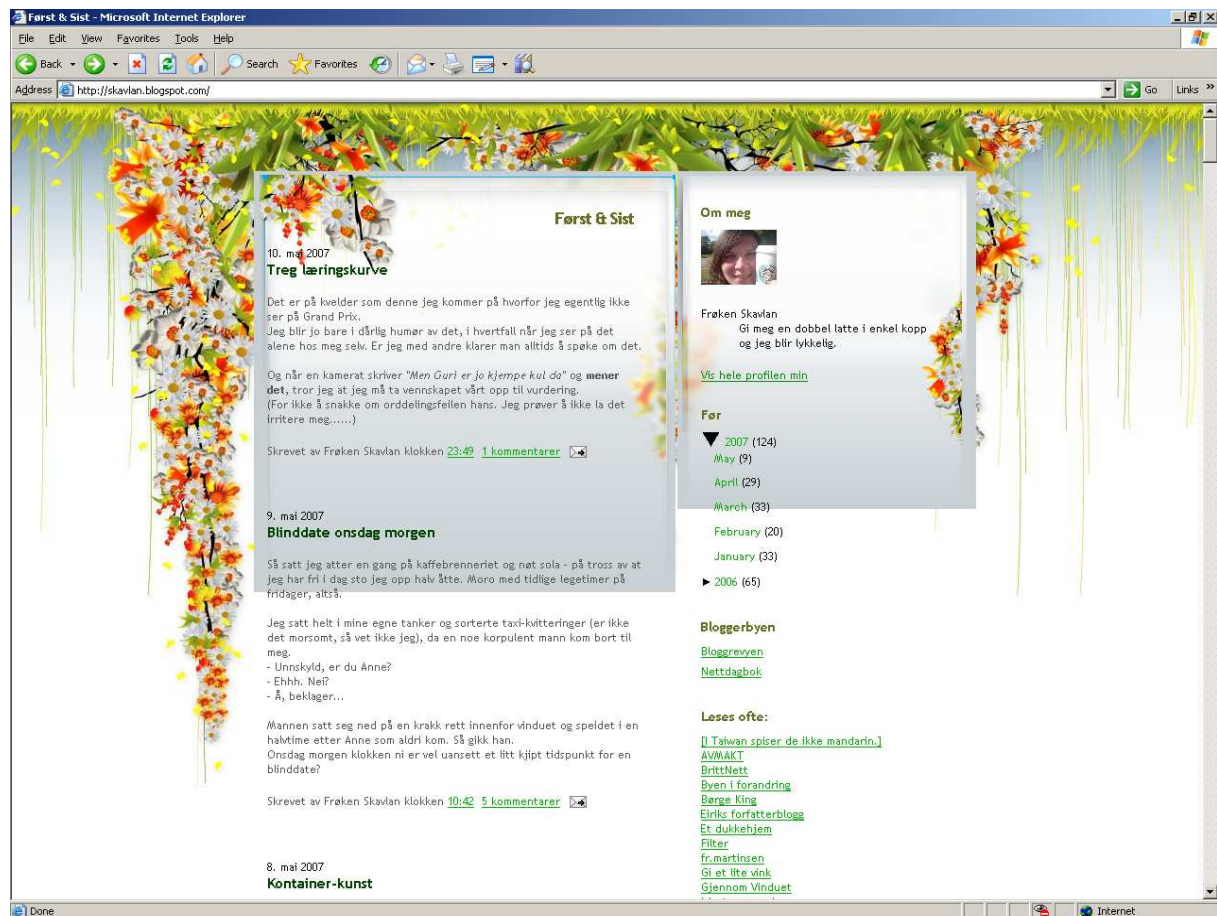 Først & Sist - Microsoft Internet Explorer
File Edit View Favorites Tools Help
Back Search Favorites
Address http://skavlan.blogspot.com/ Go Links »
Først & Sist
10. mai 2007
Treg læringskurve
Det er på kvelder som denne jeg kommer på hvorfor jeg egentlig ikke
ser på Grand Prix.
Jeg blir jo bare i dårlig humør av det, i hvertfall når jeg ser på det
alene hos meg selv. Er jeg med andre klarer man alltids å spøke om det.
Og når en kamerat skriver "Men Guri er jo kjempe kul da" og mener
det, tror jeg at jeg må ta vennskapet vårt opp til vurdering.
(For ikke å snakke om orddelingsfeilen hans. Jeg prøver å ikke la det
irritere meg......)
Skrevet av Frøken Skavlan klokken 23:49 1 kommentarer
9. mai 2007
Blinddate onsdag morgen
Så satt jeg atter en gang på kaffebrenneriet og nøt sola - på tross av at
jeg har fri i dag sto jeg opp halv åtte. Moro med tidlige legetimer på
fridager, altså.
Jeg satt helt i mine egne tanker og sorterte taxi-kvitteringer (er ikke
det morsomt, så vet ikke jeg), da en noe korpulent mann kom bort til
meg.
- Unnskyld, er du Anne?
- Ehhh. Nei?
- Å, beklager...
Mannen satt seg ned på en krakk rett innenfor vinduet og speidet i en
halvtime etter Anne som aldri kom. Så gikk han.
Onsdag morgen klokken ni er vel uansett et litt kjipt tidspunkt for en
blinddate?
Skrevet av Frøken Skavlan klokken 10:42 5 kommentarer
8. mai 2007
Kontainer-kunst
Om meg
Frøken Skavlan
Gi meg en dobbel latte i enkel kopp
og jeg blir lykkelig.
Vis hele profilen min
Før
▼ 2007 (124)
May (9)
April (29)
March (33)
February (20)
January (33)
► 2006 (65)
Bloggerbyen
Bloggrevyen
Nettdagbok
Leses ofte:
[I Taiwan spiser de ikke mandarin.]
AVMAKT
BrittNett
Byen i forandring
Børge King
Eiriks forfatterblogg
Et dukkehjem
Filter
fr.martinsen
Gi et lite vink
Gjennom Vinduet
Done Internet